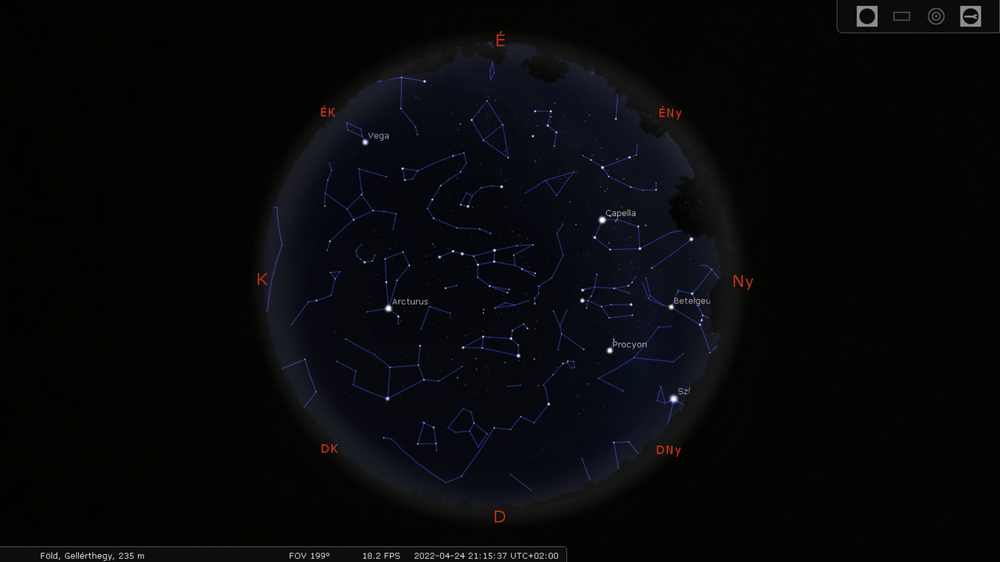 É
ÉK
ÉNy
Vega
Capella
K
Ny
Arcturus
Betelgeu
Procyon
Szí
DK
DNy
D
Föld, Gellérthegy, 235 m
FOV 199°
18.2 FPS
2022-04-24 21:15:37 UTC+02:00